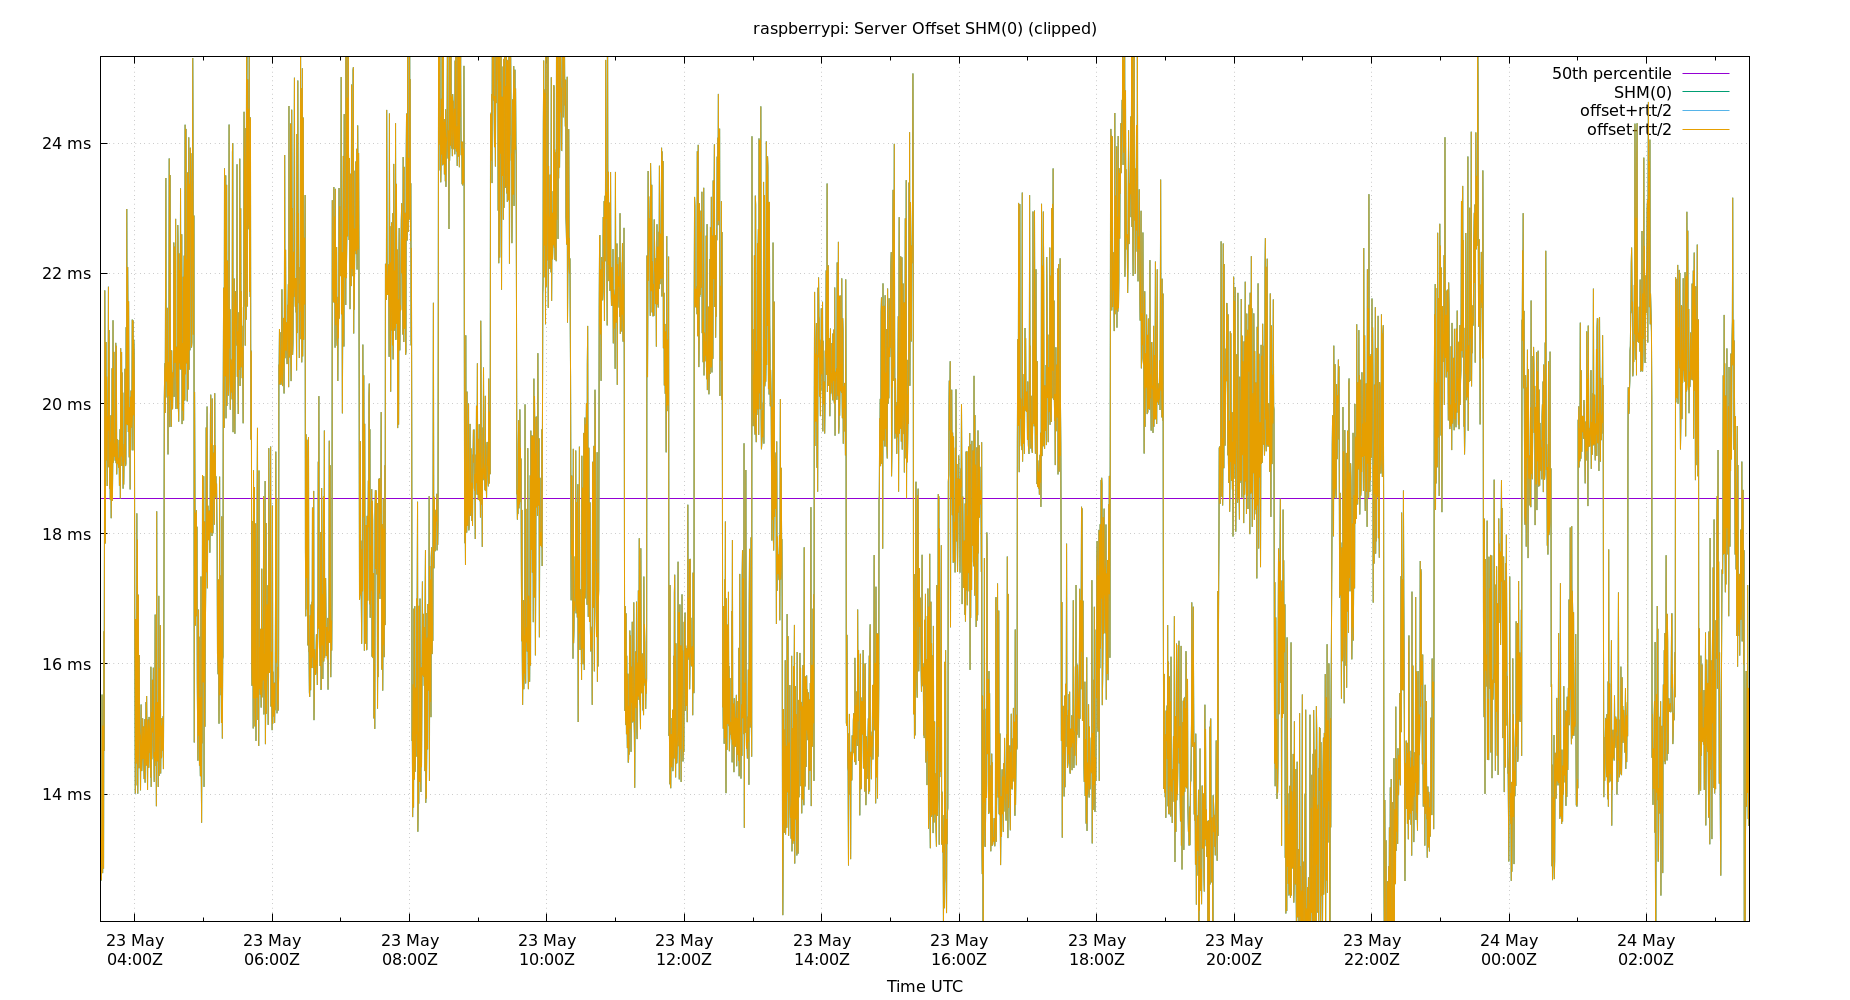 raspberrypi: Server Offset SHM(0) (clipped)
50th percentile
SHM(0)
offset+rtt/2
offset-rtt/2
24 ms
22 ms
20 ms
18 ms
16 ms
14 ms
23 May 23 May 23 May 23 May 23 May 23 May 23 May 23 May 23 May 23 May 24 May 24 May
04:00Z 06:00Z 08:00Z 10:00Z 12:00Z 14:00Z 16:00Z 18:00Z 20:00Z 22:00Z 00:00Z 02:00Z
Time UTC